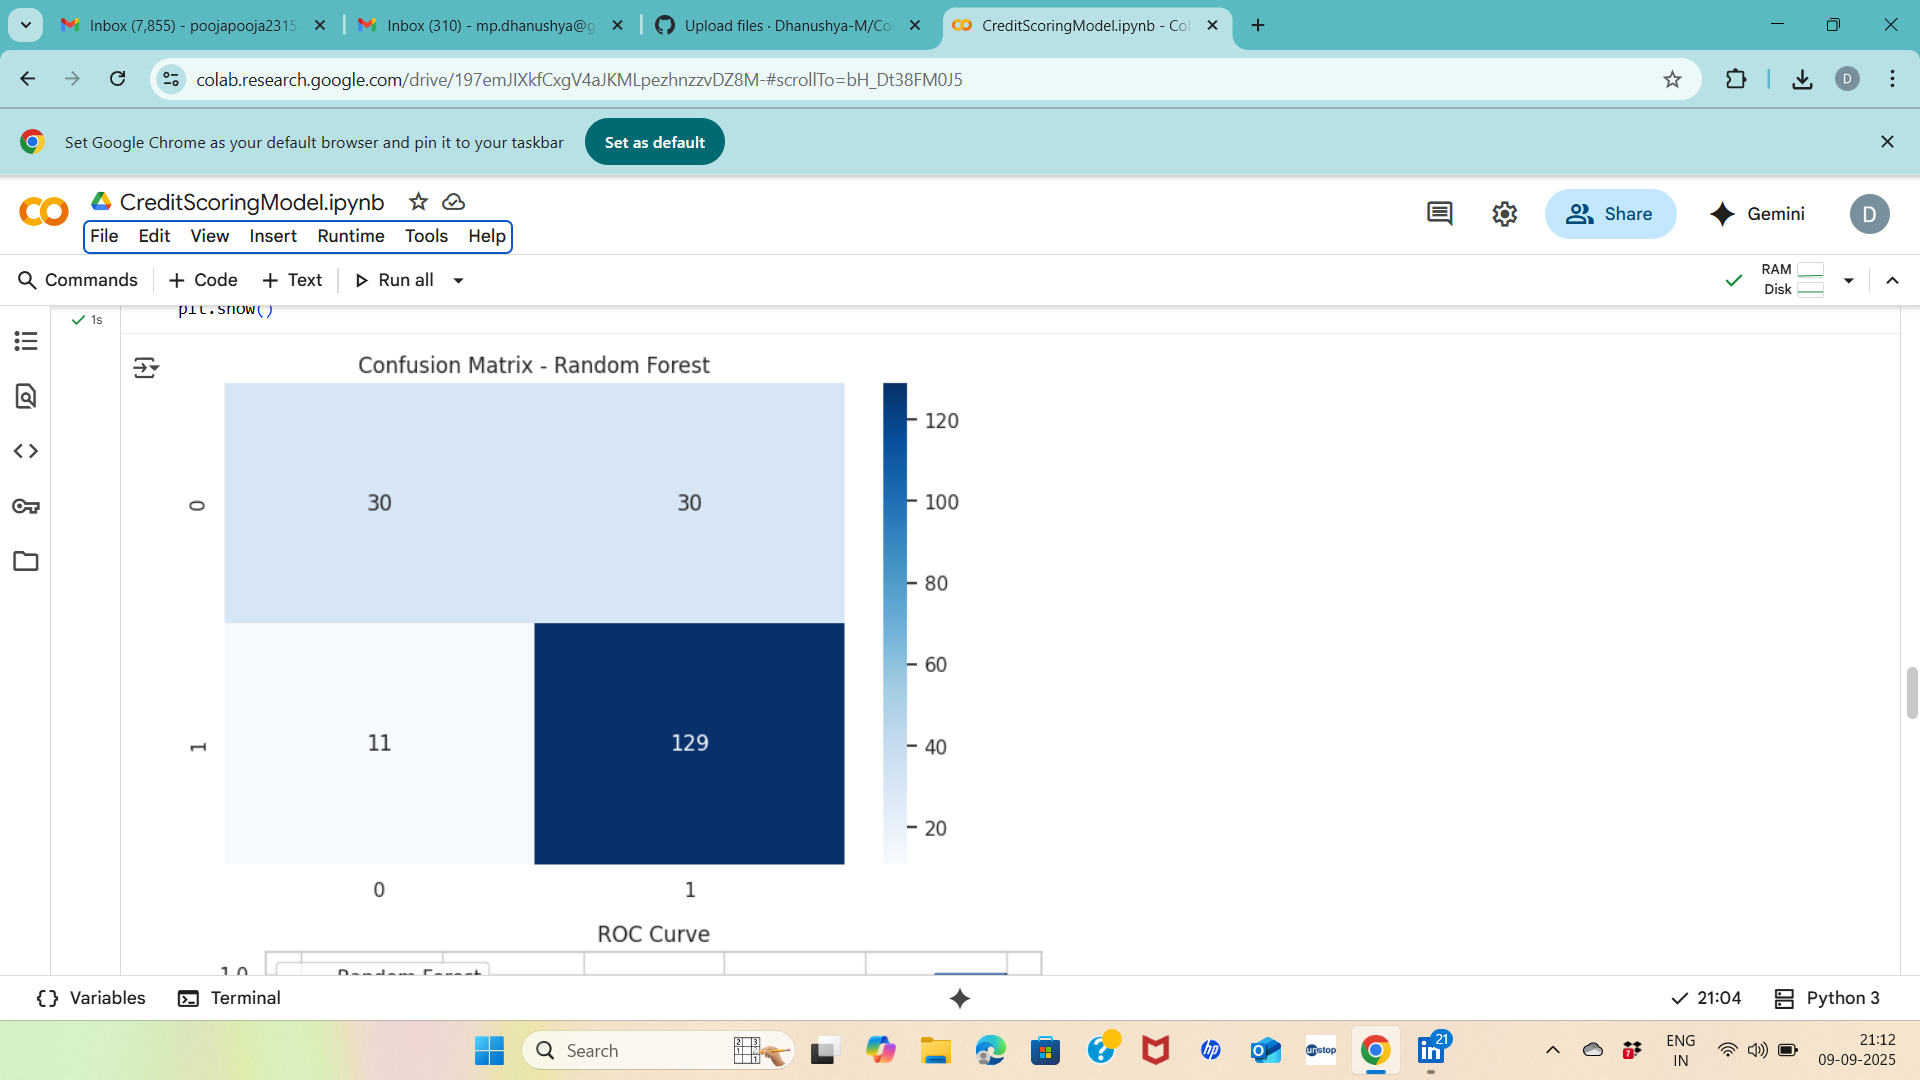 Inbox (7,855) - poojapooja2315
Inbox (310) - mp.dhanushya@g
Upload files · Dhanushya-M/Co
CreditScoringModel.ipynb - Col
colab.research.google.com/drive/197emJIXkfCxgV4aJKMLpezhnzzvDZ8M-#scrollTo=bH_Dt38FM0J5
D
Set Google Chrome as your default browser and pin it to your taskbar
Set as default
CreditScoringModel.ipynb
File Edit View Insert Runtime Tools Help
Share
Gemini
D
Commands + Code + Text Run all
RAM
Disk
1s
plt.show()
Confusion Matrix - Random Forest
120
100
80
60
40
20
0
30
30
1
11
129
0
1
ROC Curve
1.0
Random Forest
Variables
Terminal
21:04
Python 3
Search
unstop
21
7
ENG
IN
21:12
09-09-2025